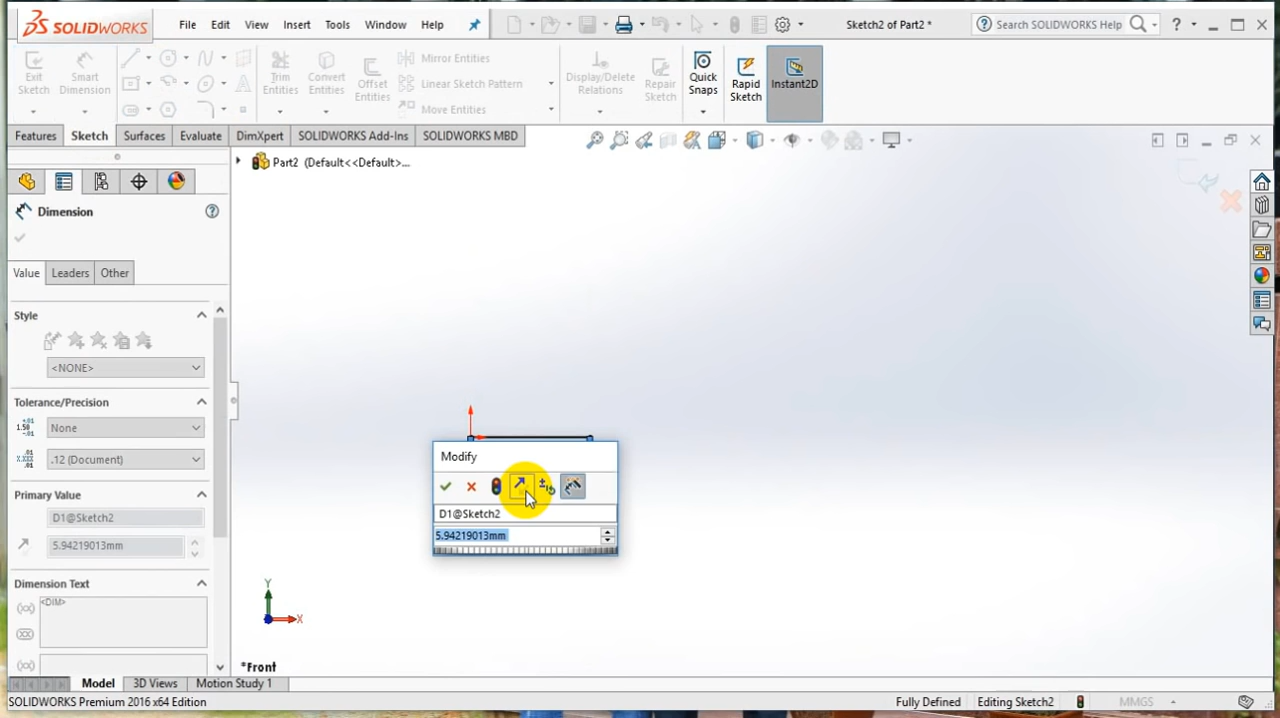 SOLIDWORKS File Edit View Insert Tools Window Help Sketch2 of Part2 * Search SOLIDWORKS Help
Exit Sketch
Smart Dimension
Trim Entities
Convert Entities
Offset Entities
Mirror Entities
Linear Sketch Pattern
Move Entities
Display/Delete Relations
Repair Sketch
Quick Snaps
Rapid Sketch
Instant2D
Features Sketch Surfaces Evaluate DimXpert SOLIDWORKS Add-Ins SOLIDWORKS MBD
Part2 (Default<<Default>...
Dimension
Value Leaders Other
Style
<NONE>
Tolerance/Precision
None
.12 (Document)
Primary Value
D1@Sketch2
5.94219013mm
Dimension Text
<DIM>
Modify
D1@Sketch2
5.94219013mm
Y
X
*Front
Model 3D Views Motion Study 1
SOLIDWORKS Premium 2016 x64 Edition Fully Defined Editing Sketch2 MMGS